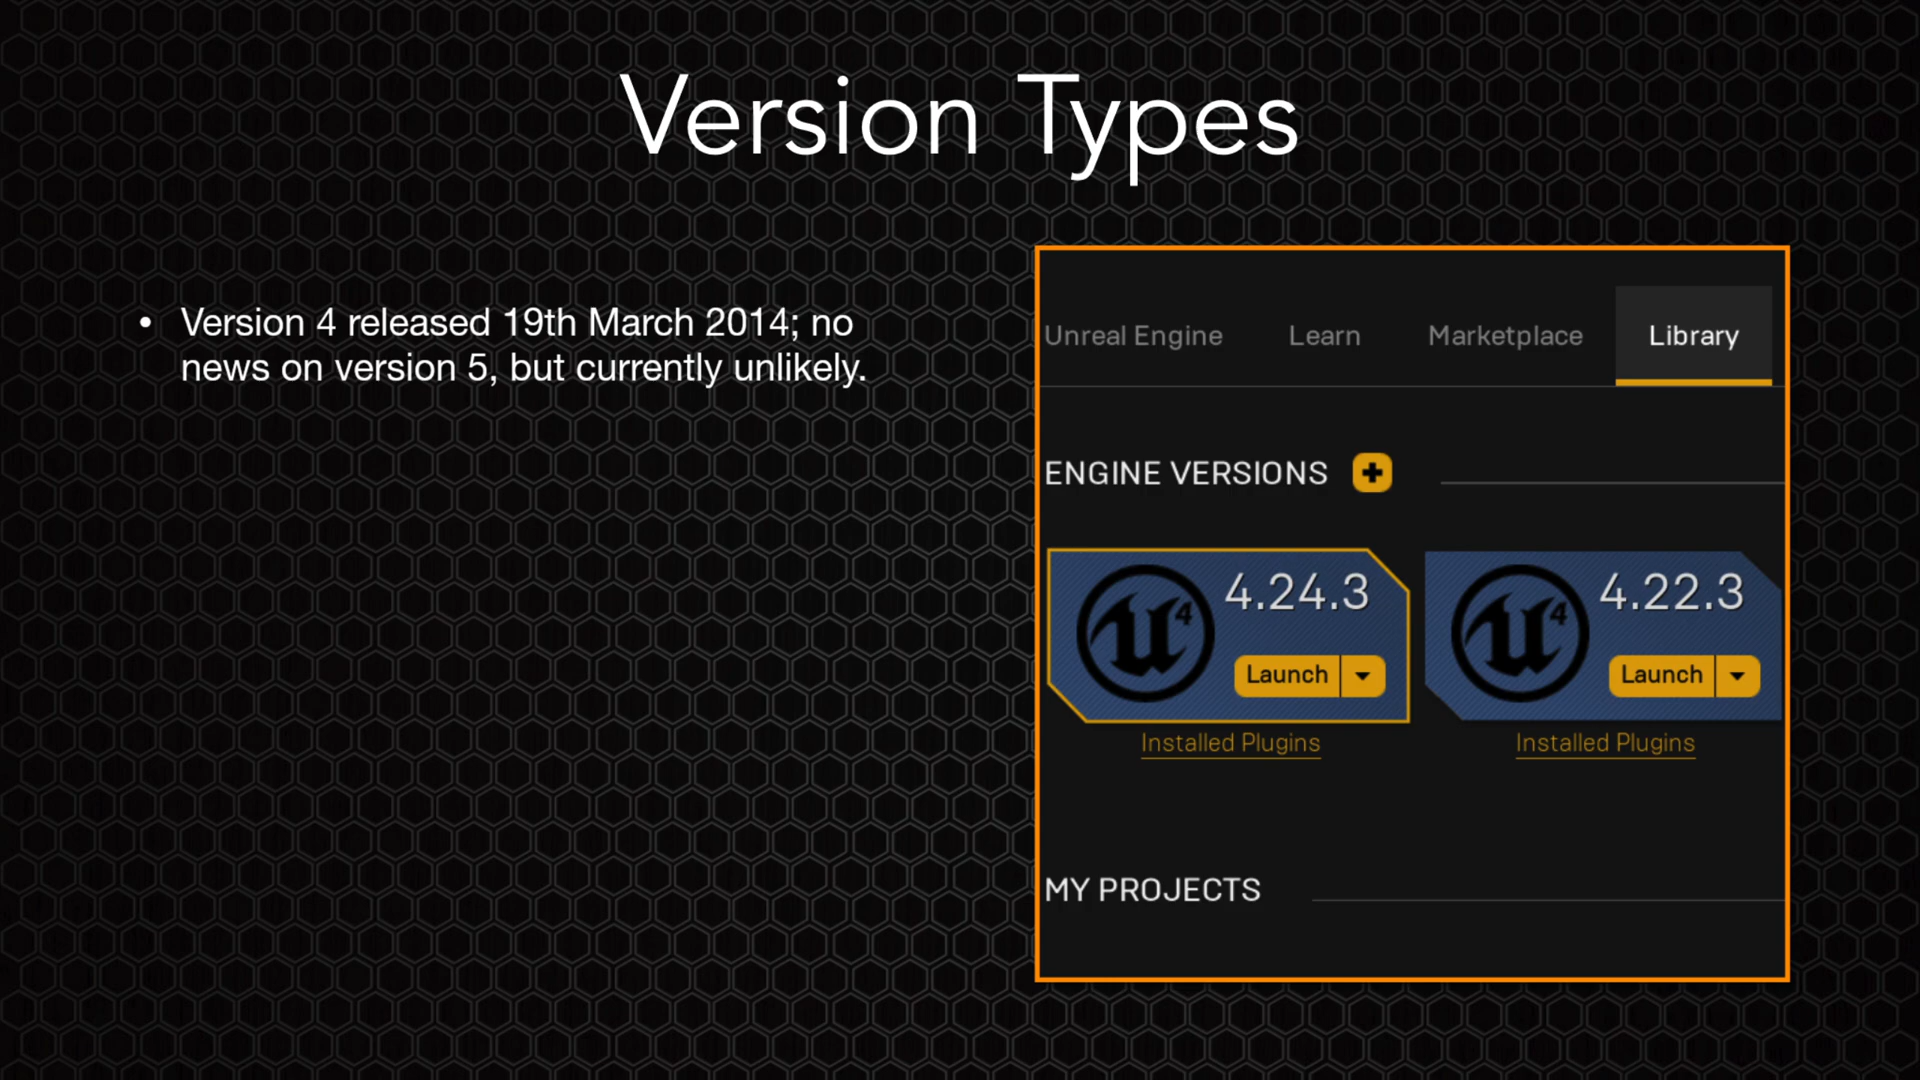 Version Types
• Version 4 released 19th March 2014; no
news on version 5, but currently unlikely.
Unreal Engine Learn Marketplace Library
ENGINE VERSIONS
4.24.3
Launch
Installed Plugins
4.22.3
Launch
Installed Plugins
MY PROJECTS